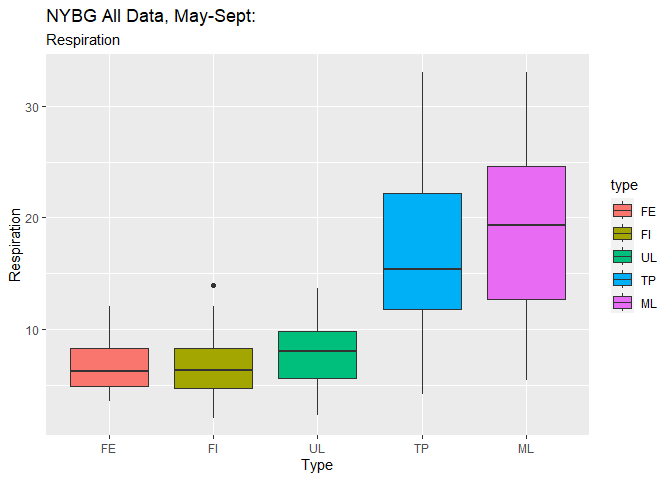 NYBG All Data, May-Sept:
Respiration
Respiration
30
20
10
FE
FI
UL
TP
ML
Type
type
FE
FI
UL
TP
ML